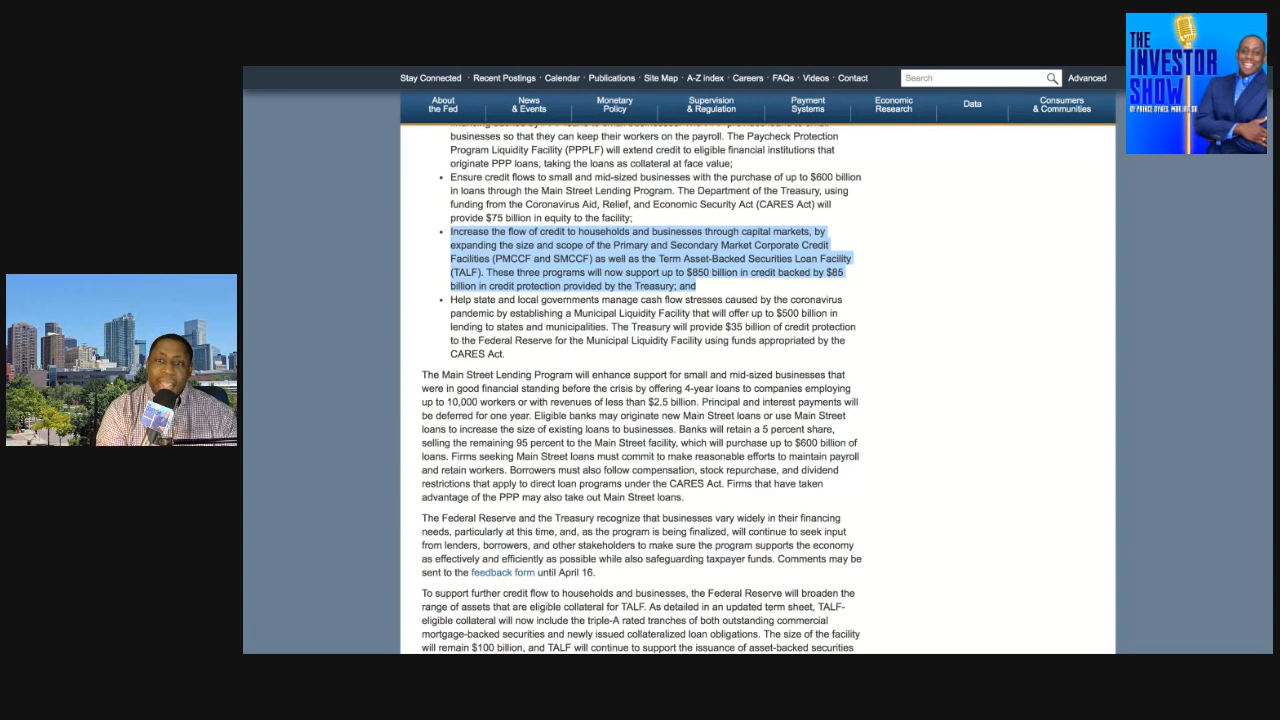 THE
INVESTOR
SHOW
Stay Connected · Recent Postings · Calendar · Publications · Site Map · A-Z index · Careers · FAQs · Videos · Contact
Search
Advanced
About
the Fed
News
& Events
Monetary
Policy
Supervision
& Regulation
Payment
Systems
Economic
Research
Data
Consumers
& Communities
businesses so that they can keep their workers on the payroll. The Paycheck Protection
Program Liquidity Facility (PPPLF) will extend credit to eligible financial institutions that
originate PPP loans, taking the loans as collateral at face value;
• Ensure credit flows to small and mid-sized businesses with the purchase of up to $600 billion
in loans through the Main Street Lending Program. The Department of the Treasury, using
funding from the Coronavirus Aid, Relief, and Economic Security Act (CARES Act) will
provide $75 billion in equity to the facility;
• Increase the flow of credit to households and businesses through capital markets, by
expanding the size and scope of the Primary and Secondary Market Corporate Credit
Facilities (PMCCF and SMCCF) as well as the Term Asset-Backed Securities Loan Facility
(TALF). These three programs will now support up to $850 billion in credit backed by $85
billion in credit protection provided by the Treasury; and
• Help state and local governments manage cash flow stresses caused by the coronavirus
pandemic by establishing a Municipal Liquidity Facility that will offer up to $500 billion in
lending to states and municipalities. The Treasury will provide $35 billion of credit protection
to the Federal Reserve for the Municipal Liquidity Facility using funds appropriated by the
CARES Act.
The Main Street Lending Program will enhance support for small and mid-sized businesses that
were in good financial standing before the crisis by offering 4-year loans to companies employing
up to 10,000 workers or with revenues of less than $2.5 billion. Principal and interest payments will
be deferred for one year. Eligible banks may originate new Main Street loans or use Main Street
loans to increase the size of existing loans to businesses. Banks will retain a 5 percent share,
selling the remaining 95 percent to the Main Street facility, which will purchase up to $600 billion of
loans. Firms seeking Main Street loans must commit to make reasonable efforts to maintain payroll
and retain workers. Borrowers must also follow compensation, stock repurchase, and dividend
restrictions that apply to direct loan programs under the CARES Act. Firms that have taken
advantage of the PPP may also take out Main Street loans.
The Federal Reserve and the Treasury recognize that businesses vary widely in their financing
needs, particularly at this time, and, as the program is being finalized, will continue to seek input
from lenders, borrowers, and other stakeholders to make sure the program supports the economy
as effectively and efficiently as possible while also safeguarding taxpayer funds. Comments may be
sent to the feedback form until April 16.
To support further credit flow to households and businesses, the Federal Reserve will broaden the
range of assets that are eligible collateral for TALF. As detailed in an updated term sheet, TALF-
eligible collateral will now include the triple-A rated tranches of both outstanding commercial
mortgage-backed securities and newly issued collateralized loan obligations. The size of the facility
will remain $100 billion, and TALF will continue to support the issuance of asset-backed securities